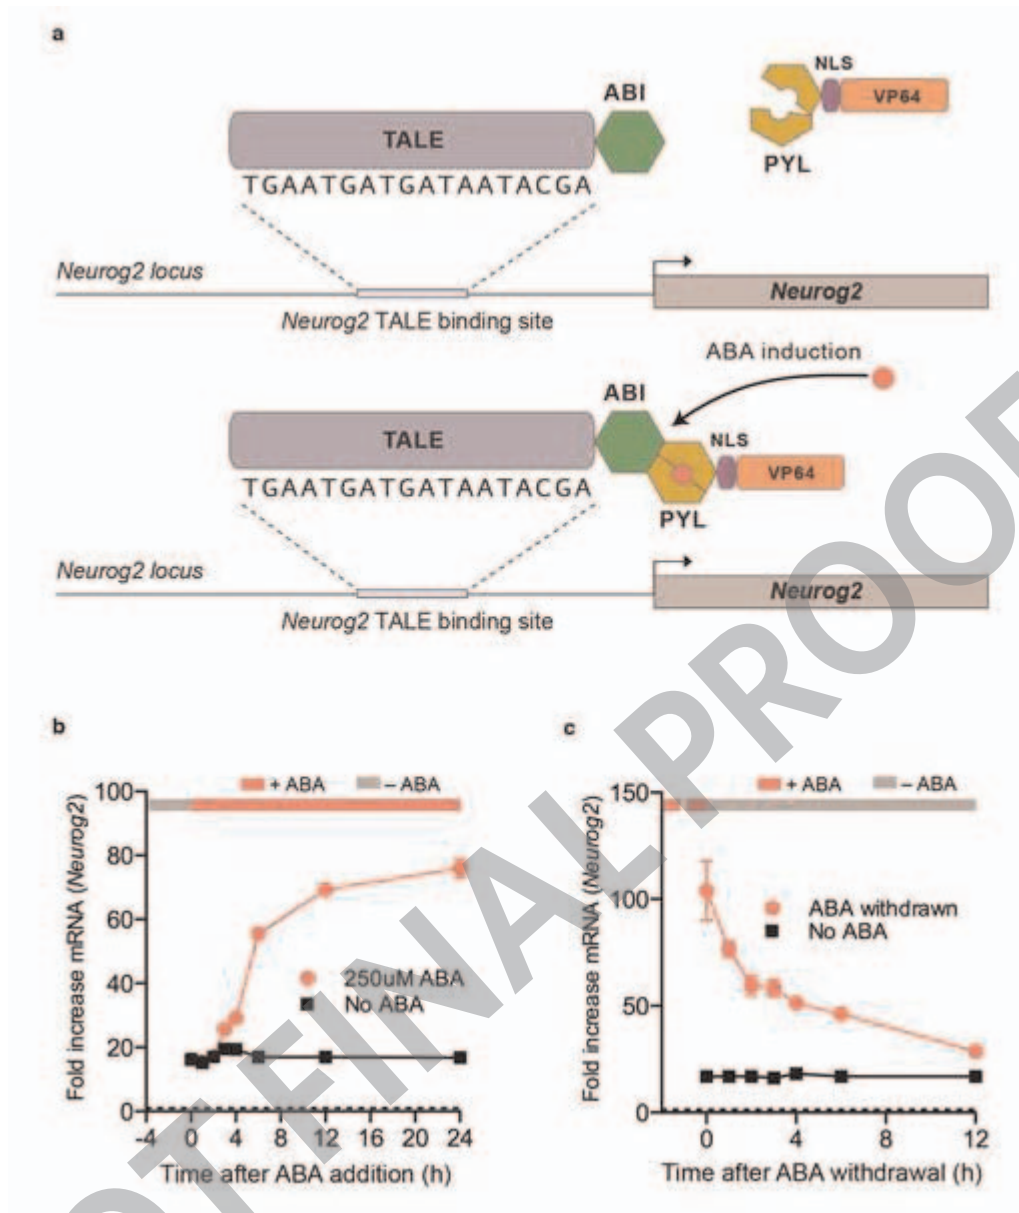 a
NLS
ABI
VP64
TALE
PYL
TGAATGATGATAATACGA
Neurog2 locus
Neurog2
Neurog2 TALE binding site
ABA induction
ABI
NLS
TALE
VP64
TGAATGATGATAATACGA
PYL
Neurog2 locus
Neurog2
Neurog2 TALE binding site
b
+ ABA – ABA
Fold increase mRNA (Neurog2)
100
80
60
40
20
0
250uM ABA
No ABA
-4 0 4 8 12 16 20 24
Time after ABA addition (h)
c
+ ABA – ABA
Fold increase mRNA (Neurog2)
150
100
50
0
ABA withdrawn
No ABA
0 4 8 12
Time after ABA withdrawal (h)
OT FINAL PROOF